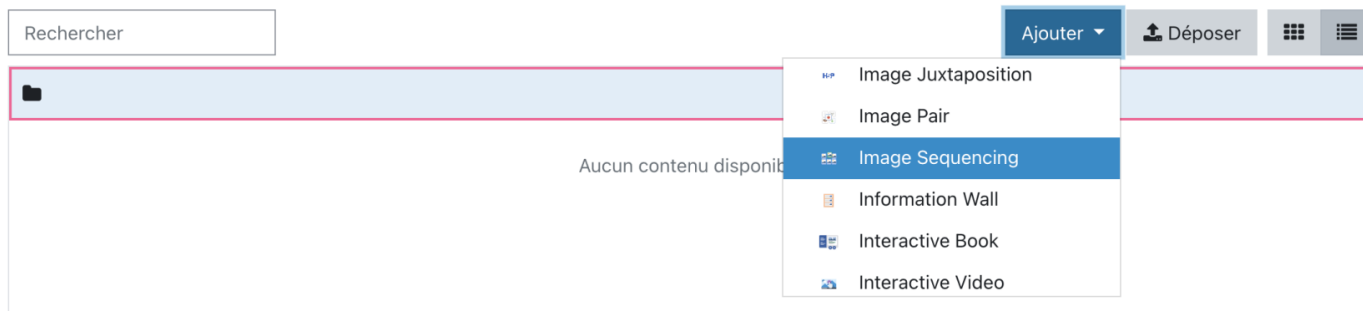 Rechercher
Ajouter
Déposer
Image Juxtaposition
Image Pair
Image Sequencing
Aucun contenu disponib
Information Wall
Interactive Book
Interactive Video